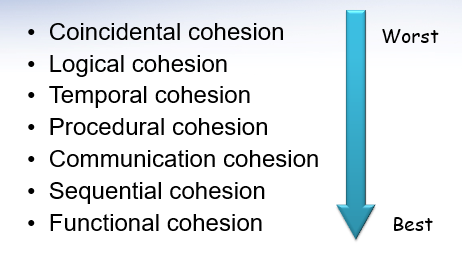 • Coincidental cohesion
• Logical cohesion
• Temporal cohesion
• Procedural cohesion
• Communication cohesion
• Sequential cohesion
• Functional cohesion
Worst
Best